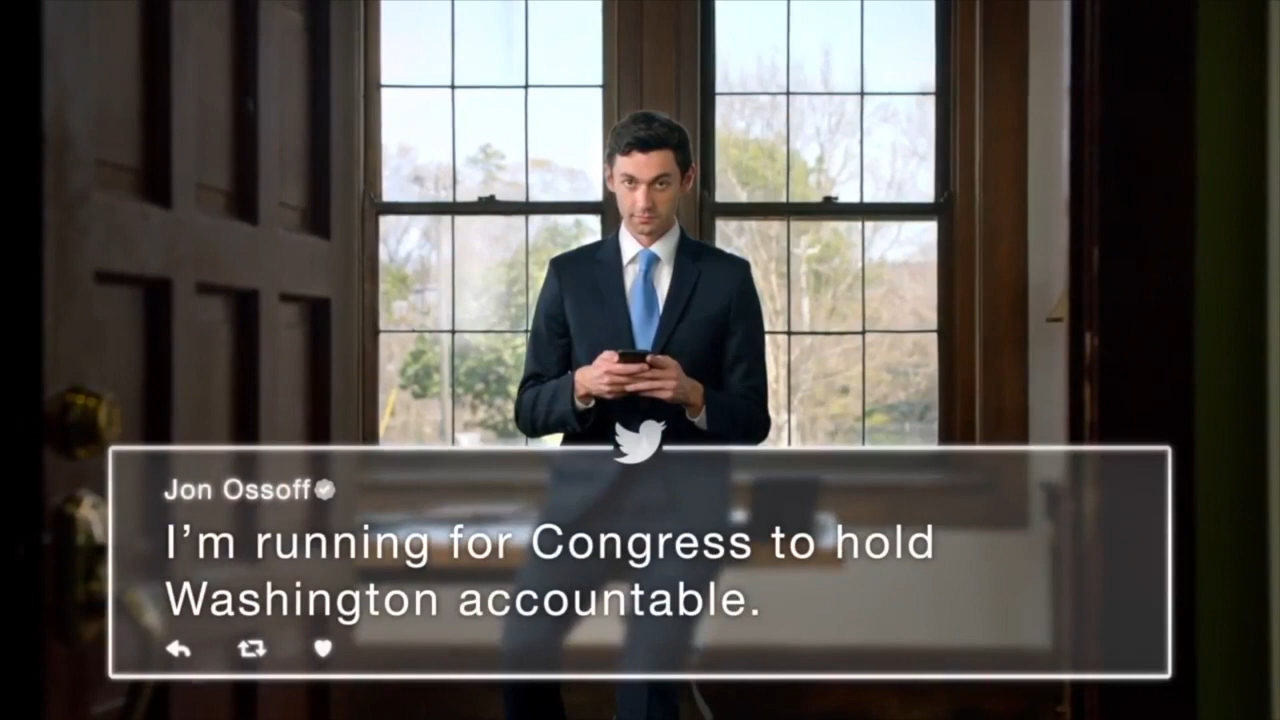 Jon Ossoff
I’m running for Congress to hold
Washington accountable.